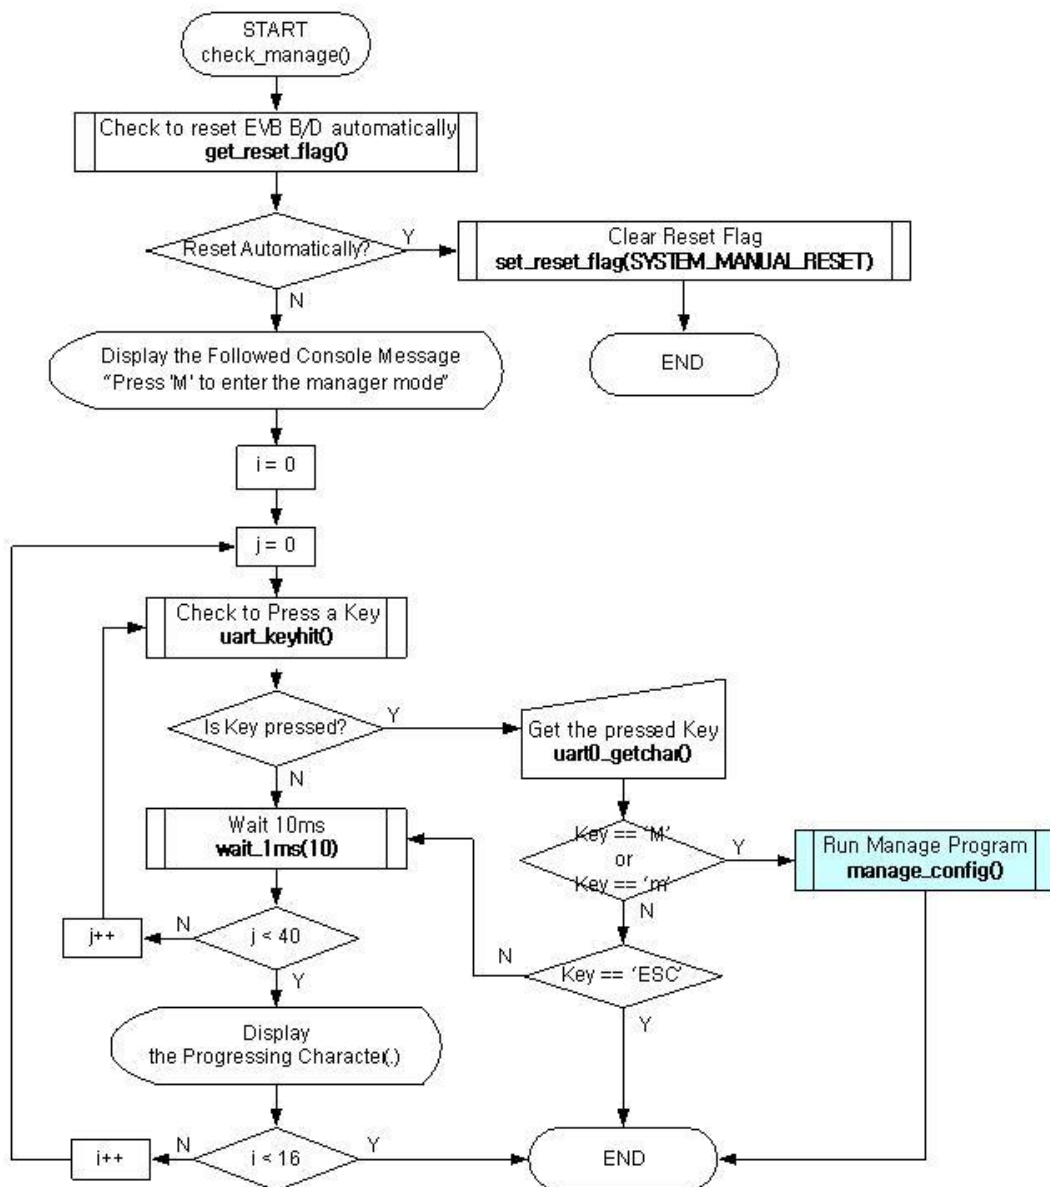 START
check_manage()
Check to reset EVB B/D automatically
get_reset_flag()
Reset Automatically?
Y
Clear Reset Flag
set_reset_flag(SYSTEM_MANUAL_RESET)
N
END
Display the Followed Console Message
“Press 'M' to enter the manager mode”
i = 0
j = 0
Check to Press a Key
uart_keyhit()
Is Key pressed?
Y
Get the pressed Key
uart0_getchar()
N
Wait 10ms
wait_1ms(10)
Key == ‘M’
or
Key == ‘m’
Y
Run Manage Program
manage_config()
N
j++
N
j < 40
Y
N
Key == ‘ESC’
Y
Display
the Progressing Character(.)
i++
N
i < 16
Y
END